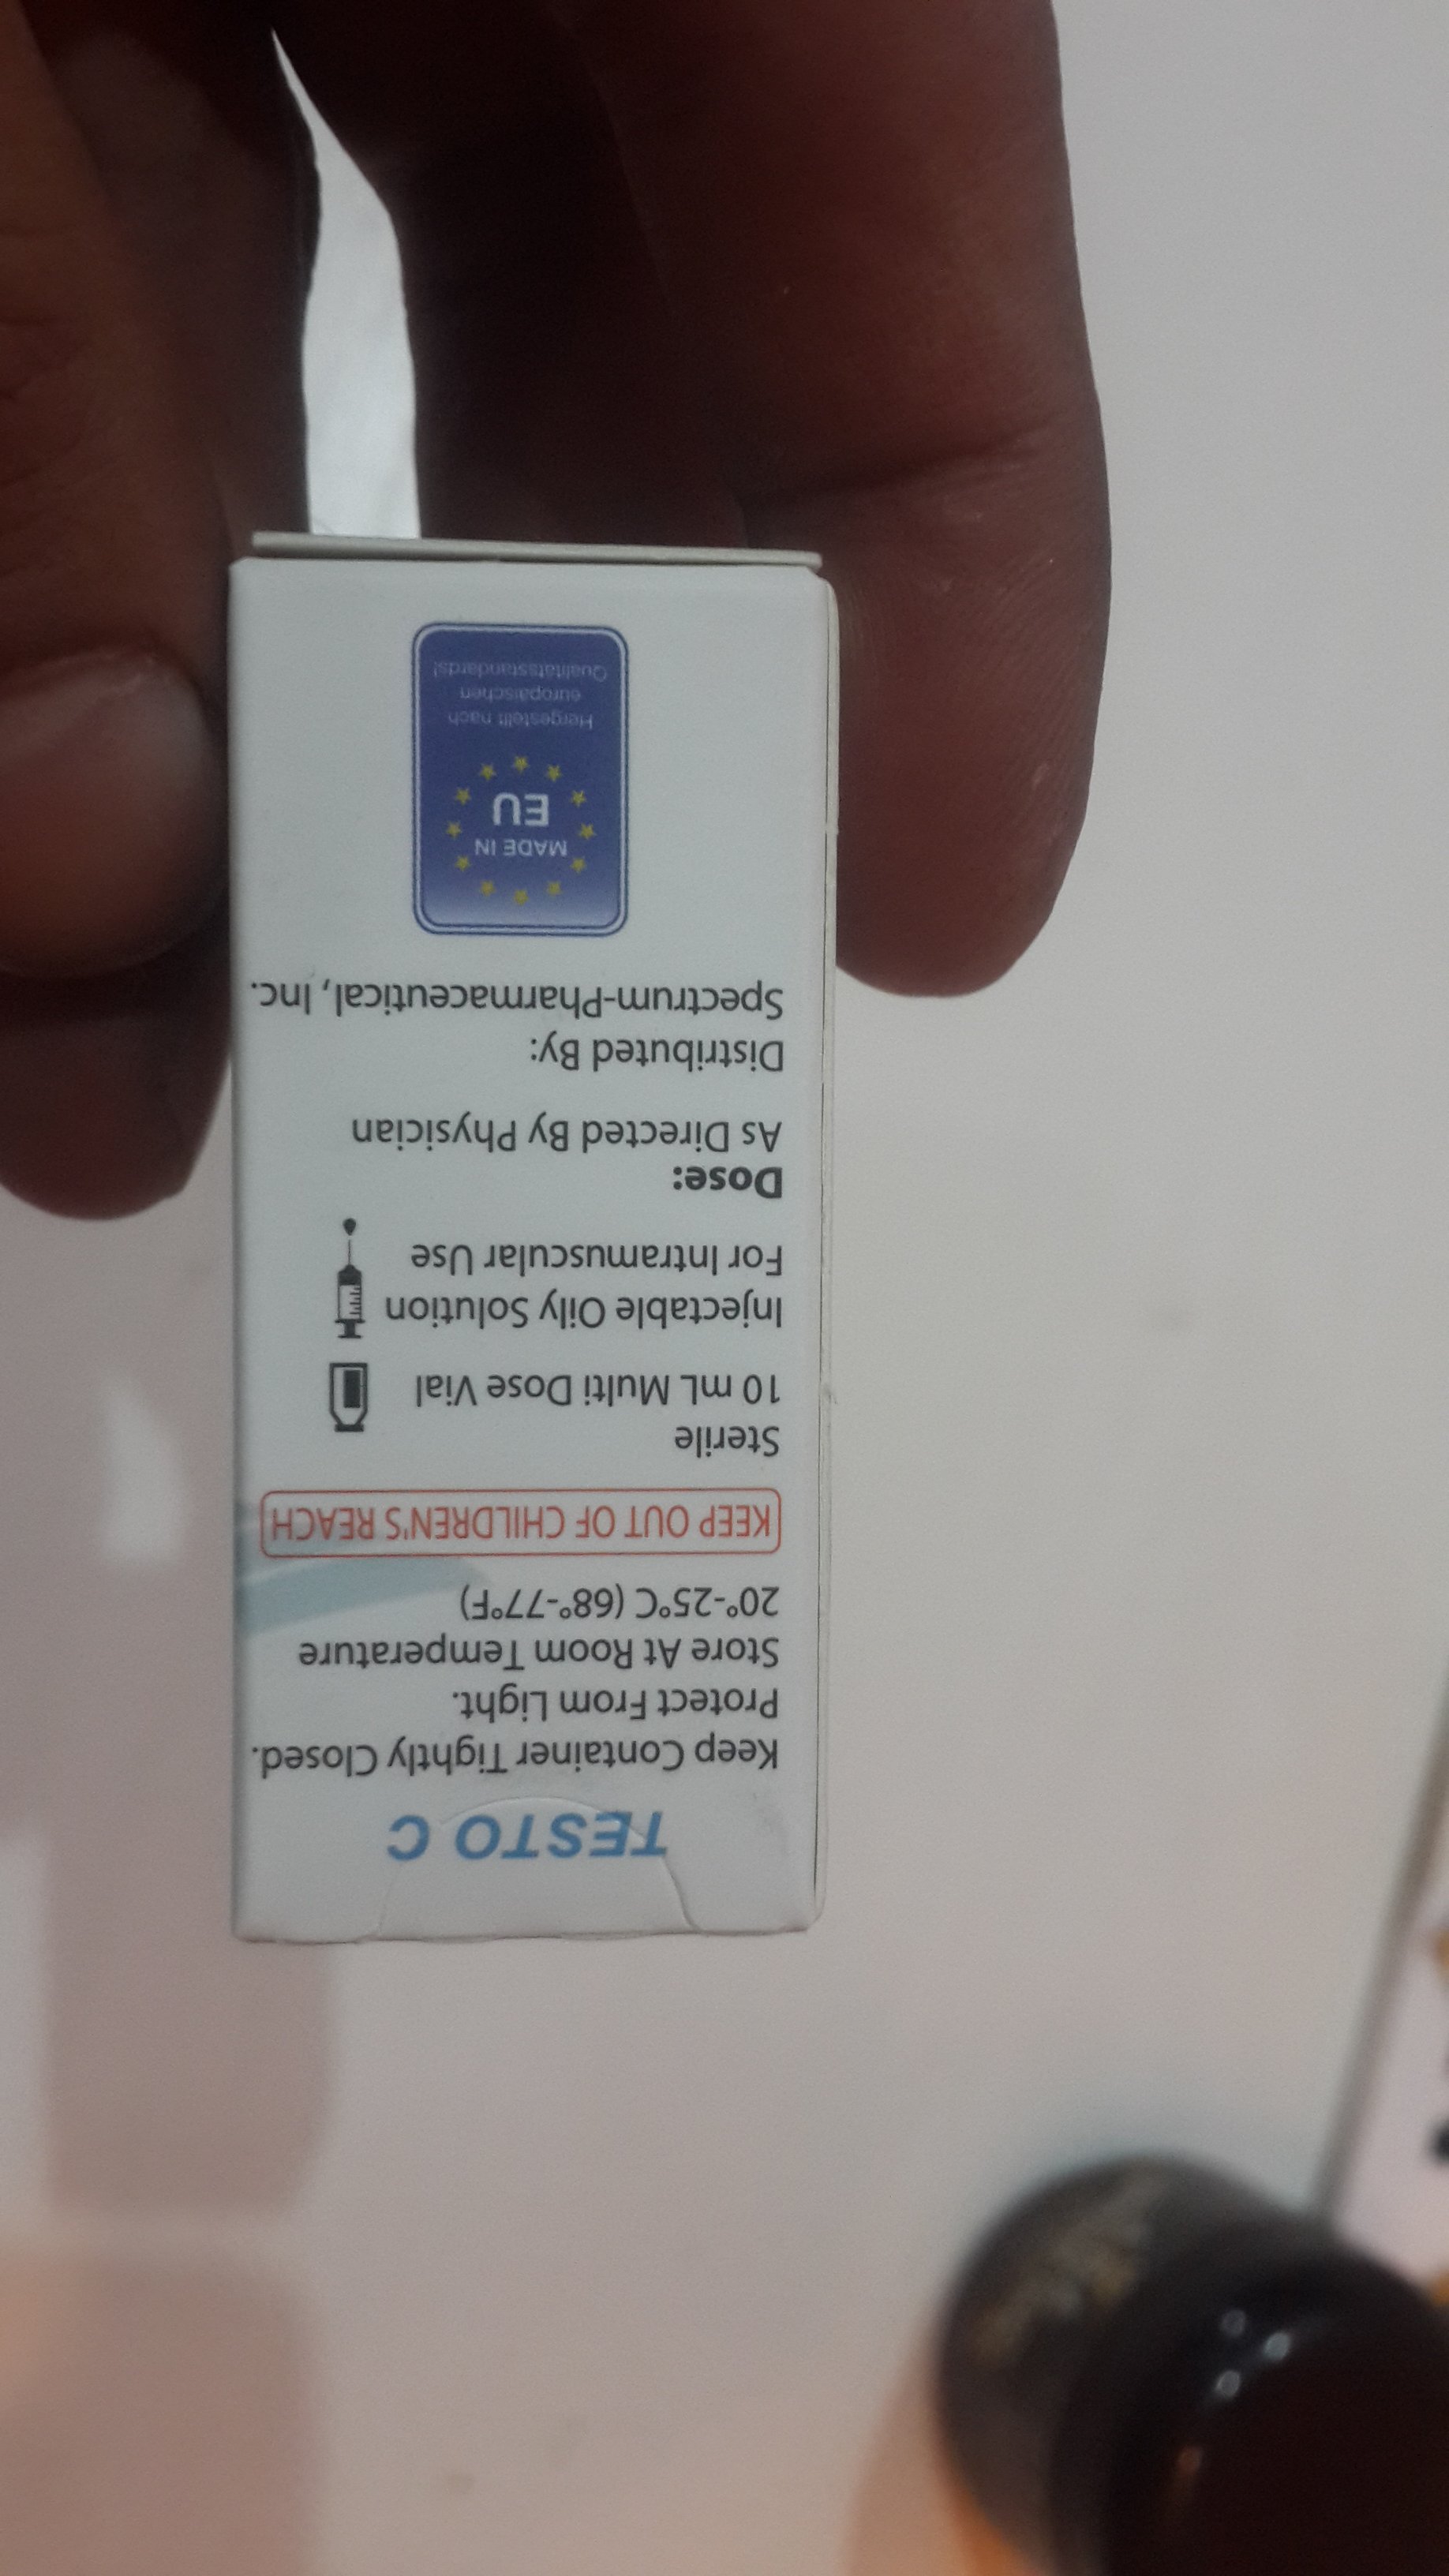 TESTO C
Keep Container Tightly Closed.
Protect From Light.
Store At Room Temperature
20°-25°C (68°-77°F)
KEEP OUT OF CHILDREN'S REACH
Sterile
10 mL Multi Dose Vial
Injectable Oily Solution
For Intramuscular Use
Dose:
As Directed By Physician
Distributed By:
Spectrum-Pharmaceutical, Inc.
MADE IN
EU
Hergestellt nach
europäischen
Qualitätsstandards!